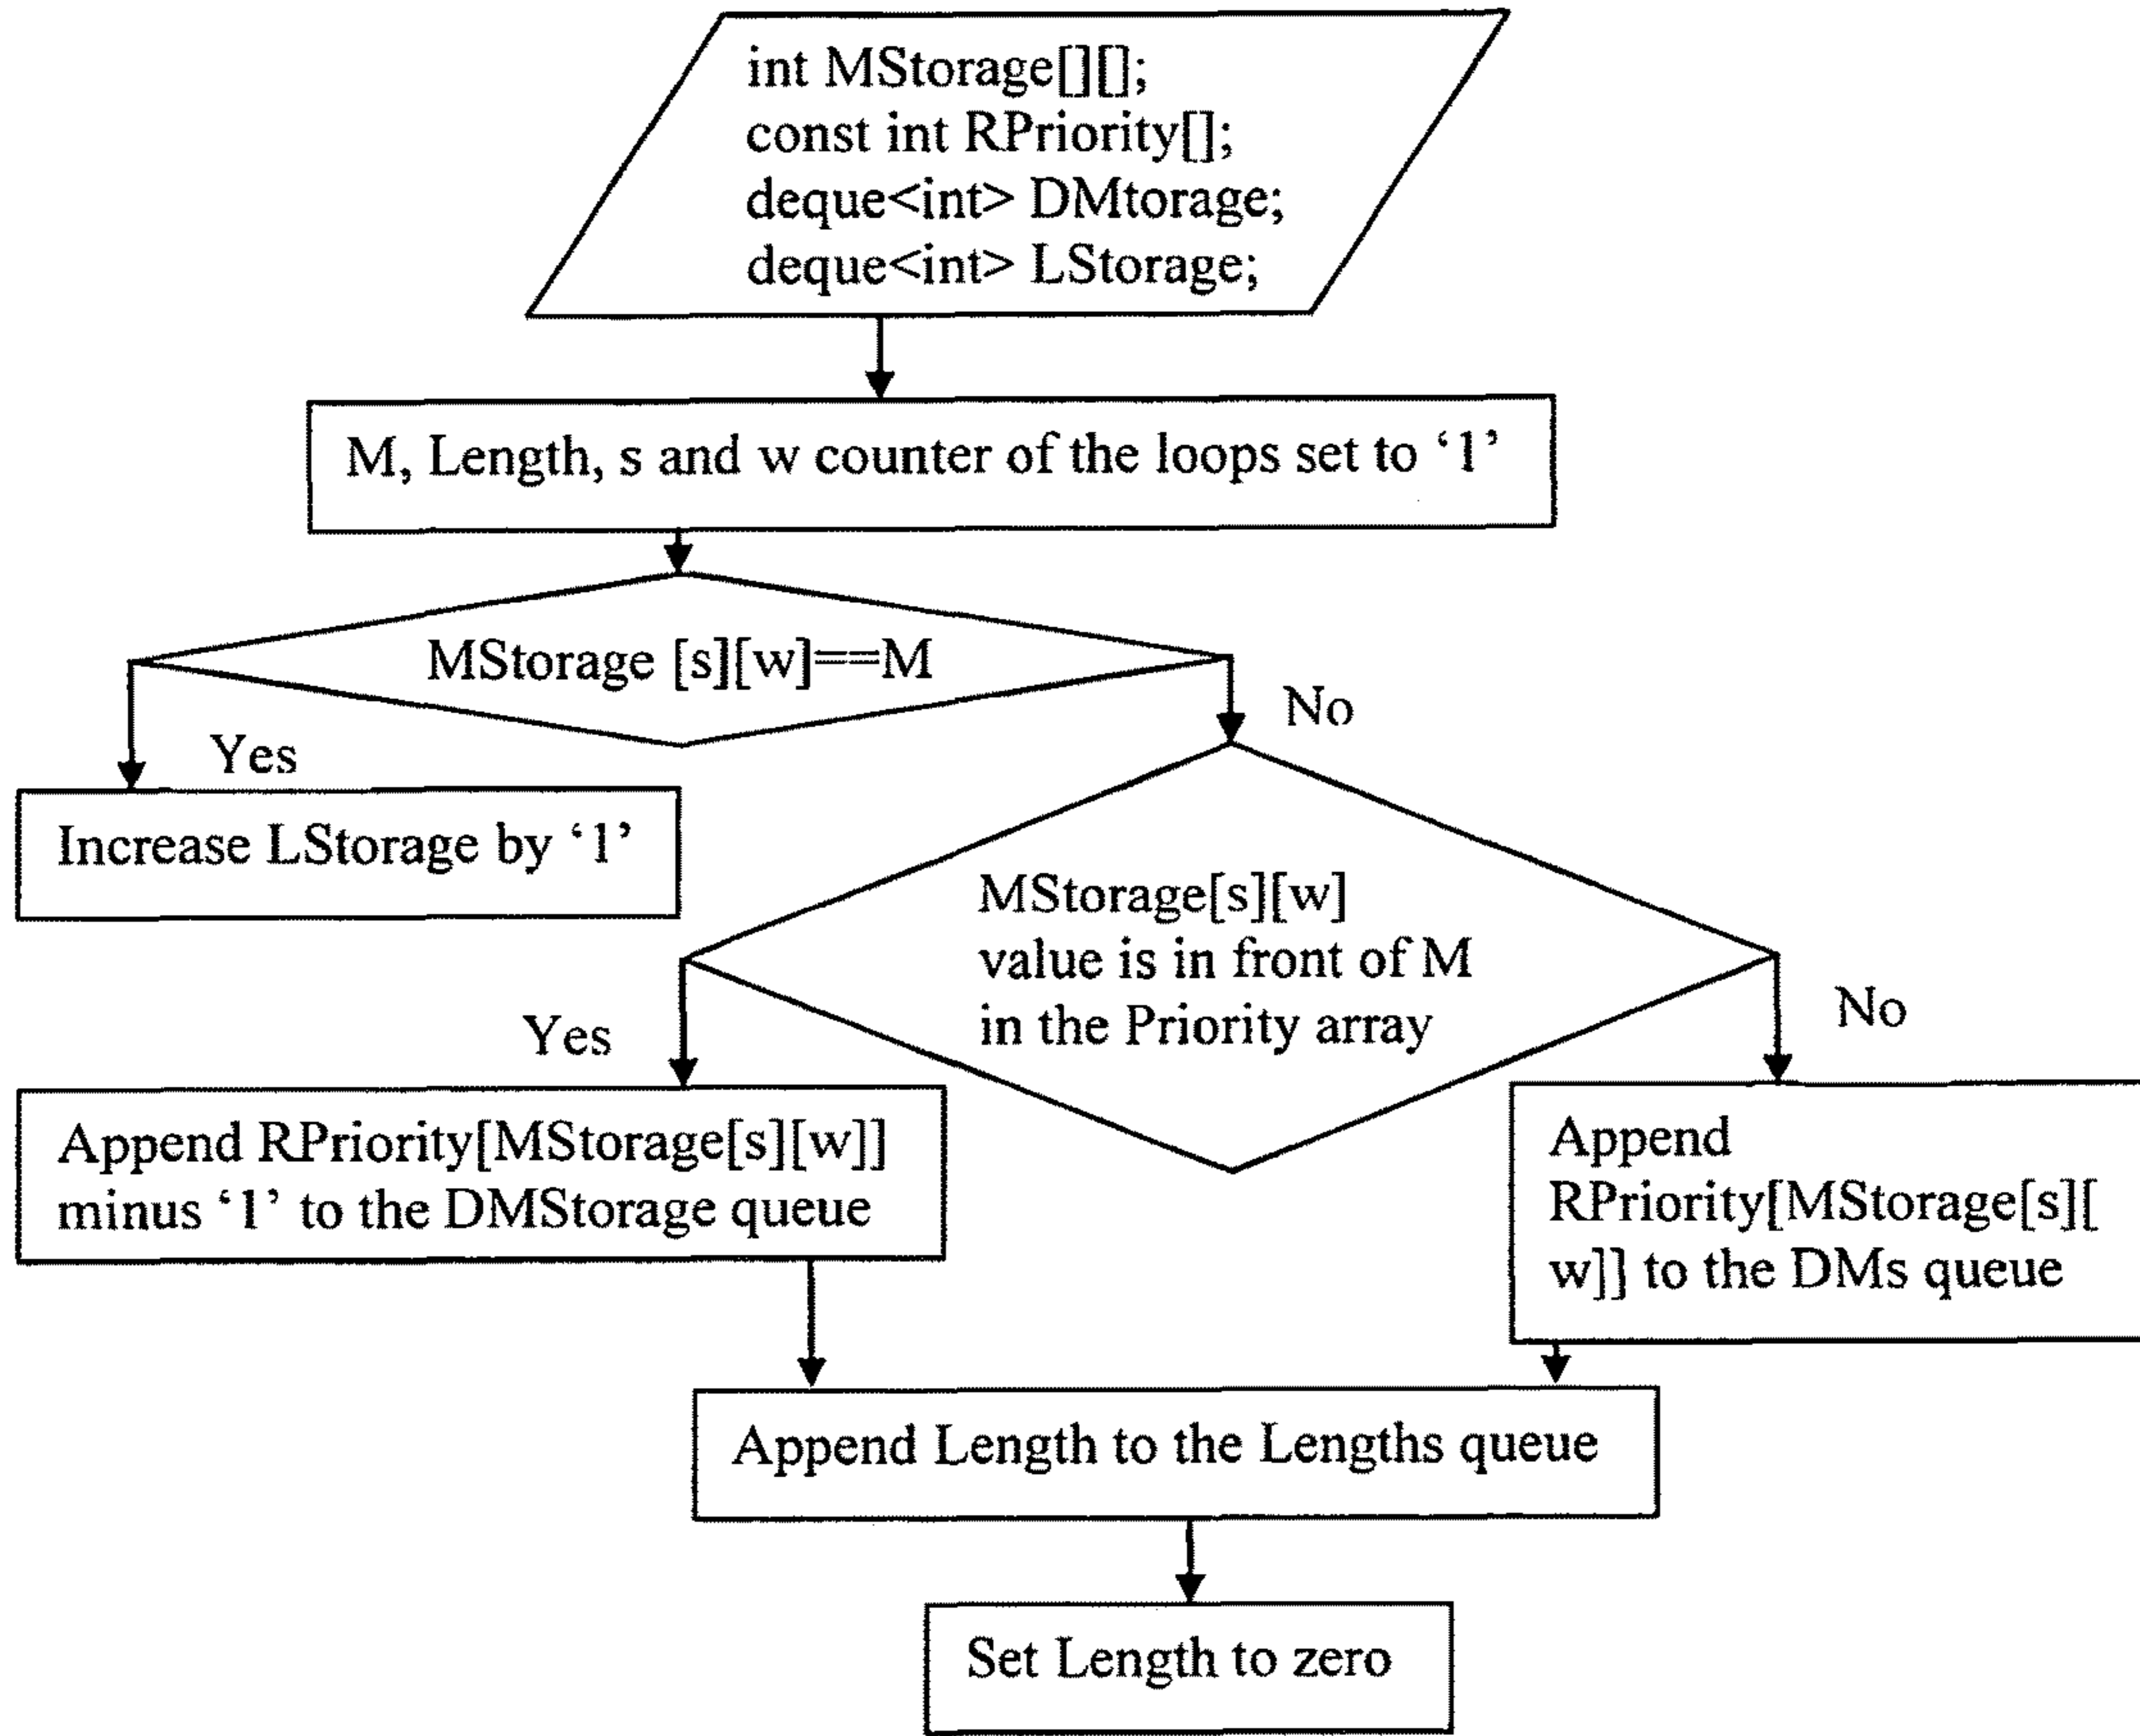 int MStorage[][];
const int RPriority[];
deque<int> DMtorage;
deque<int> LStorage;
M, Length, s and w counter of the loops set to ‘1’
MStorage [s][w]==M
No
Yes
Increase LStorage by ‘1’
MStorage[s][w]
value is in front of M
in the Priority array
No
Yes
Append RPriority[MStorage[s][w]]
minus ‘1’ to the DMStorage queue
Append
RPriority[MStorage[s][
w]] to the DMs queue
Append Length to the Lengths queue
Set Length to zero